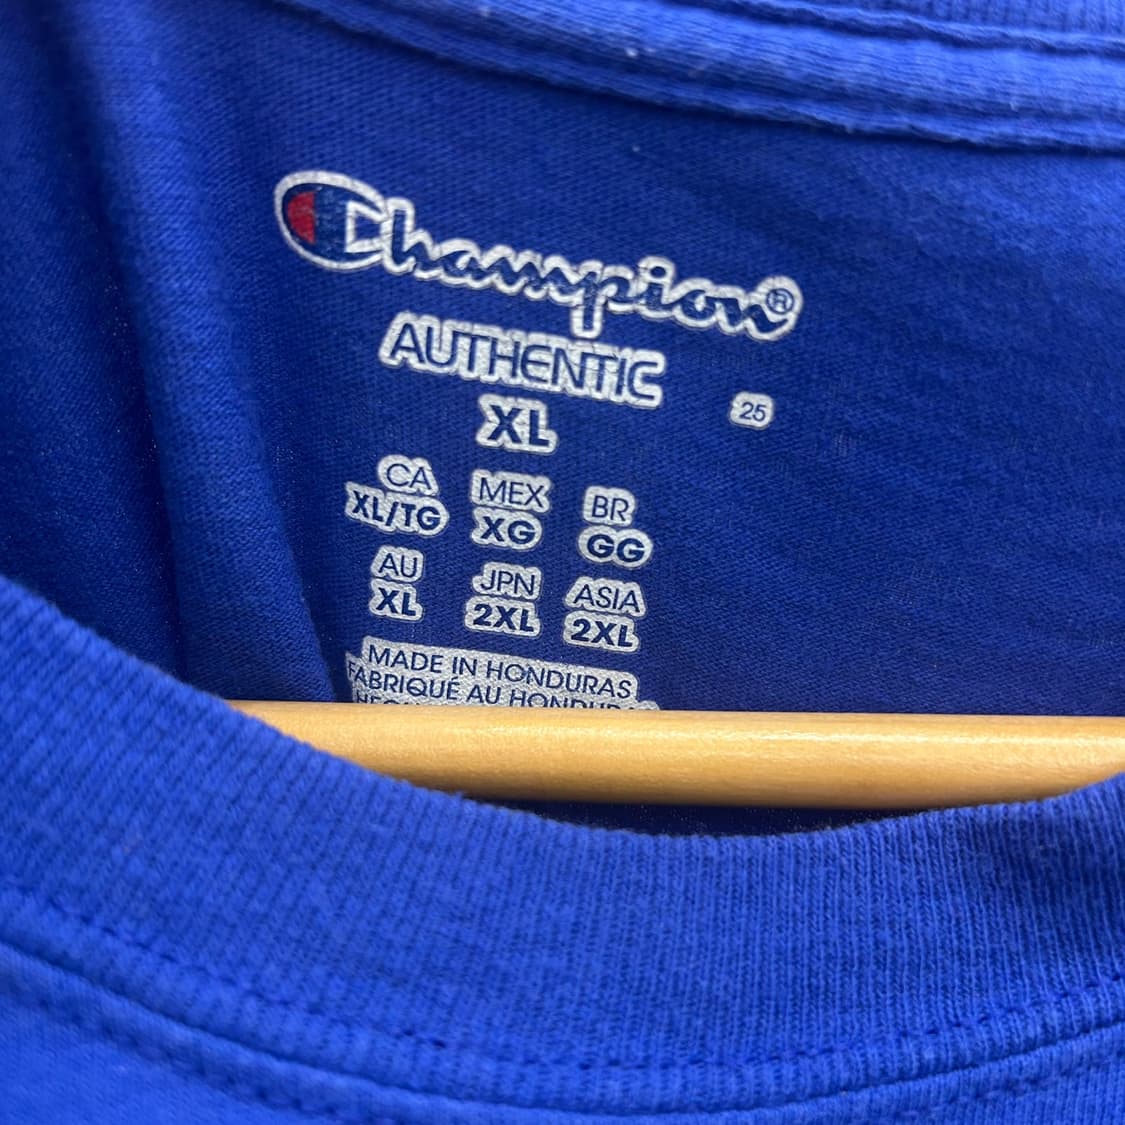 Champion®
AUTHENTIC
25
XL
CA MEX BR
XL/TG XG GG
AU JPN ASIA
XL 2XL 2XL
MADE IN HONDURAS
FABRIQUÉ AU HONDURAS